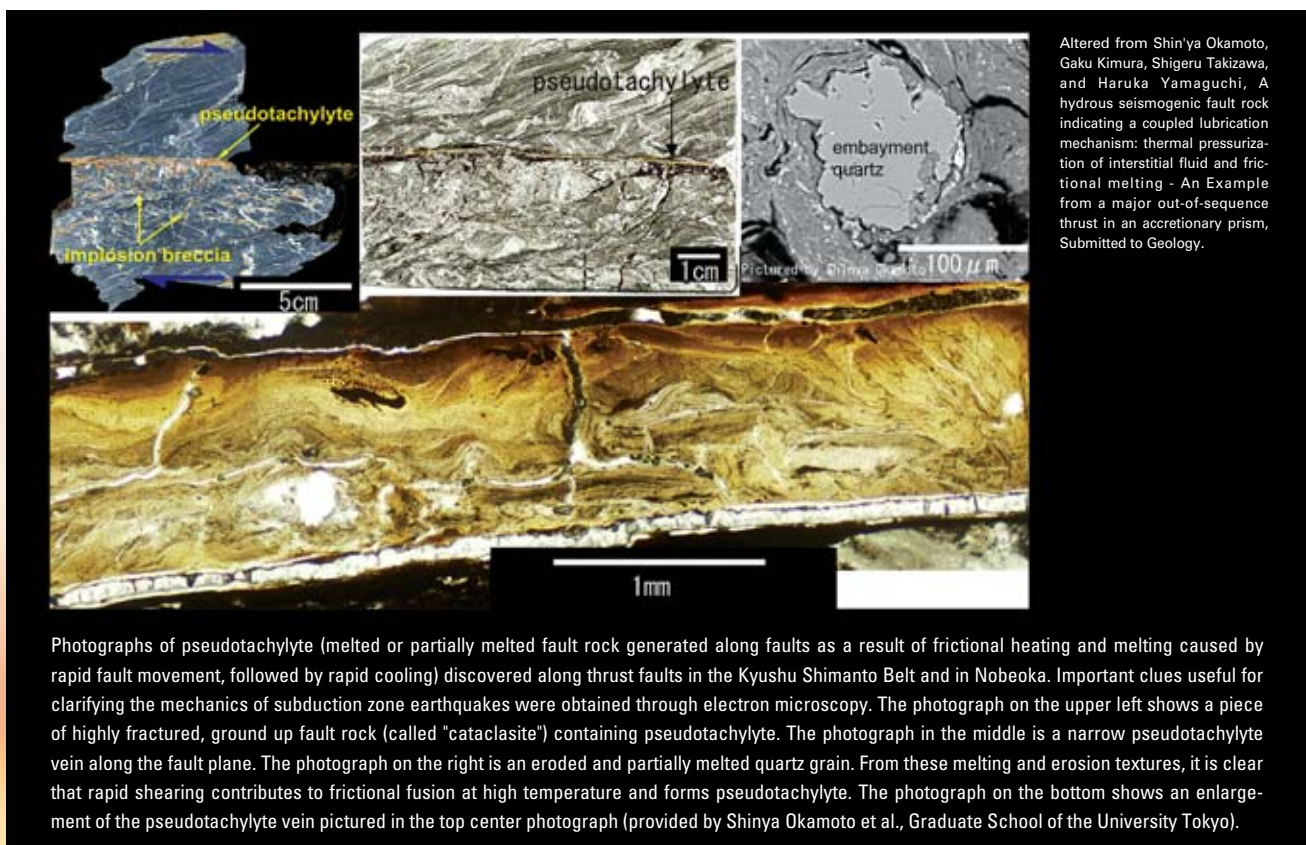 pseudotachylyte
implosion breccia
5cm
pseudotachylyte
1cm
embayment
quartz
Pictured by Shinya Okamoto 100μm
1mm
Altered from Shin'ya Okamoto,
Gaku Kimura, Shigeru Takizawa,
and Haruka Yamaguchi, A
hydrous seismogenic fault rock
indicating a coupled lubrication
mechanism: thermal pressuriza-
tion of interstitial fluid and fric-
tional melting - An Example
from a major out-of-sequence
thrust in an accretionary prism,
Submitted to Geology.
Photographs of pseudotachylyte (melted or partially melted fault rock generated along faults as a result of frictional heating and melting caused by
rapid fault movement, followed by rapid cooling) discovered along thrust faults in the Kyushu Shimanto Belt and in Nobeoka. Important clues useful for
clarifying the mechanics of subduction zone earthquakes were obtained through electron microscopy. The photograph on the upper left shows a piece
of highly fractured, ground up fault rock (called "cataclasite") containing pseudotachylyte. The photograph in the middle is a narrow pseudotachylyte
vein along the fault plane. The photograph on the right is an eroded and partially melted quartz grain. From these melting and erosion textures, it is clear
that rapid shearing contributes to frictional fusion at high temperature and forms pseudotachylyte. The photograph on the bottom shows an enlarge-
ment of the pseudotachylyte vein pictured in the top center photograph (provided by Shinya Okamoto et al., Graduate School of the University Tokyo).